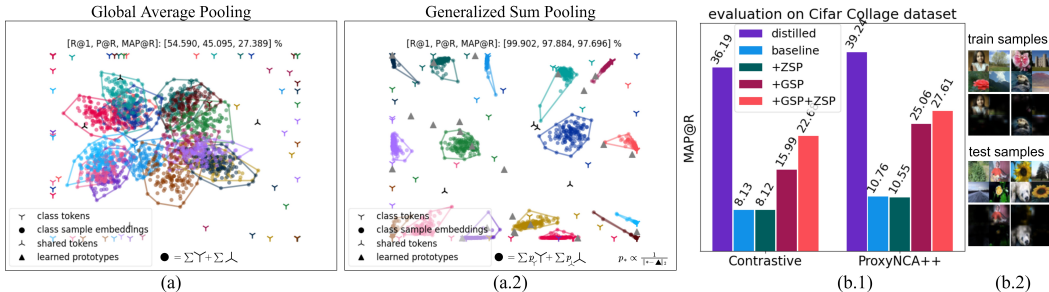 Global Average Pooling
[R@1, P@R, MAP@R]: [54.590, 45.095, 27.389] %
class tokens
class sample embeddings
shared tokens
learned prototypes
(a)
Generalized Sum Pooling
[R@1, P@R, MAP@R]: [99.902, 97.884, 97.696] %
class tokens
class sample embeddings
shared tokens
learned prototypes
(a.2)
evaluation on Cifar Collage dataset
MAP@R
distilled
baseline
+ZSP
+GSP
+GSP+ZSP
36.19
8.13
8.12
15.99
39.24
10.76
10.55
25.06
27.61
Contrastive
ProxyNCA++
(b.1)
train samples
test samples
(b.2)